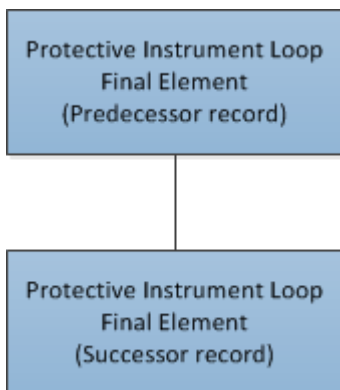 Protective Instrument Loop
Final Element
(Predecessor record)
Protective Instrument Loop
Final Element
(Successor record)